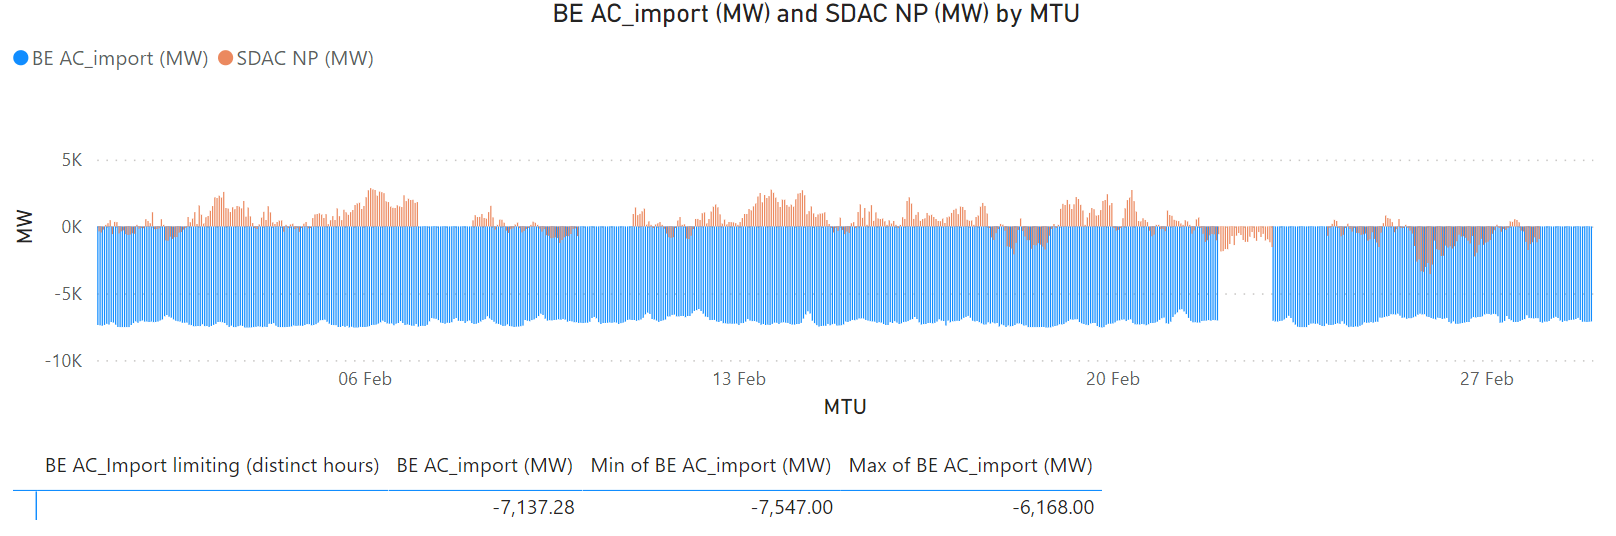 BE AC_import (MW) and SDAC NP (MW) by MTU
BE AC_import (MW) SDAC NP (MW)
5K
0K
-5K
-10K
MW
06 Feb 13 Feb 20 Feb 27 Feb
MTU
BE AC_Import limiting (distinct hours) BE AC_import (MW) Min of BE AC_import (MW) Max of BE AC_import (MW)
-7,137.28 -7,547.00 -6,168.00